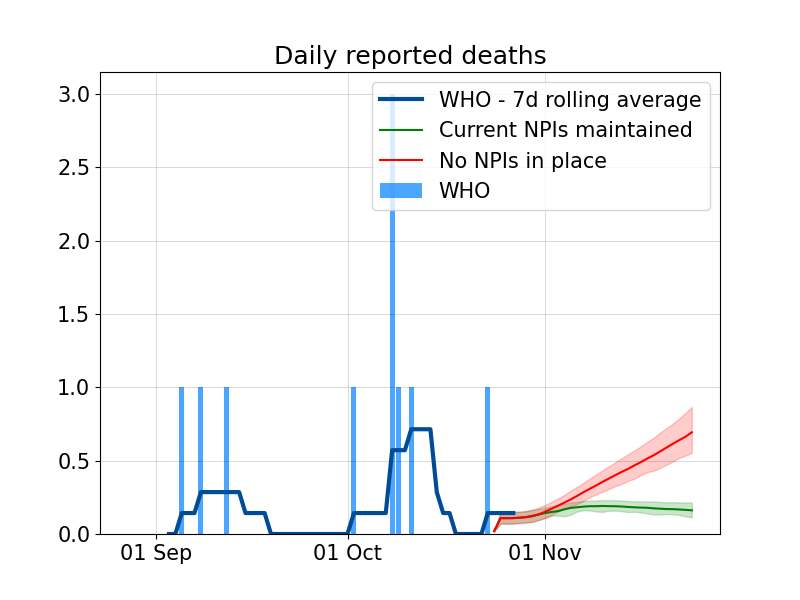 Daily reported deaths
3.0
2.5
2.0
1.5
1.0
0.5
0.0
WHO - 7d rolling average
Current NPIs maintained
No NPIs in place
WHO
01 Sep
01 Oct
01 Nov